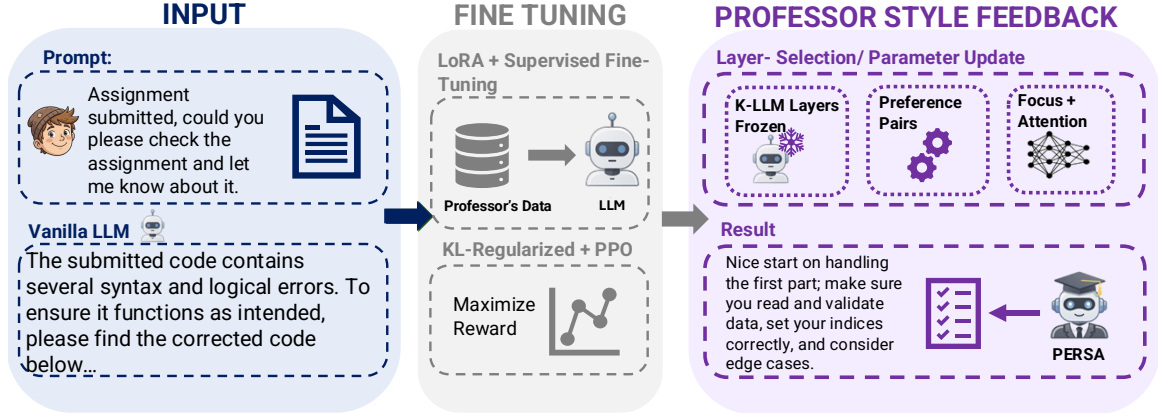 INPUT
Prompt:
Assignment
submitted, could you
please check the
assignment and let
me know about it.
Vanilla LLM
The submitted code contains
several syntax and logical errors. To
ensure it functions as intended,
please find the corrected code
below...
FINE TUNING
LoRA + Supervised Fine-
Tuning
Professor's Data
LLM
KL-Regularized + PPO
Maximize
Reward
PROFESSOR STYLE FEEDBACK
Layer- Selection/ Parameter Update
K-LLM Layers
Frozen
Preference
Pairs
Focus +
Attention
Result
Nice start on handling
the first part; make sure
you read and validate
data, set your indices
correctly, and consider
edge cases.
PERSA